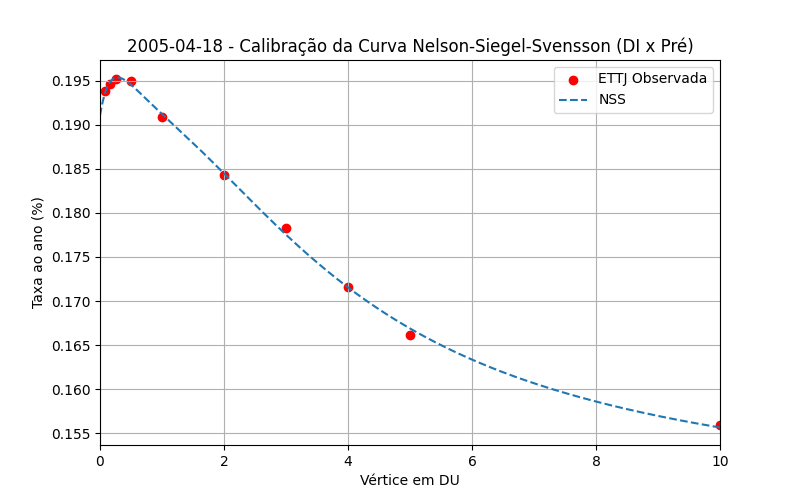 2005-04-18 - Calibração da Curva Nelson-Siegel-Svensson (DI x Pré)
ETTJ Observada
NSS
Taxa ao ano (%)
0.195
0.190
0.185
0.180
0.175
0.170
0.165
0.160
0.155
0 2 4 6 8 10
Vértice em DU